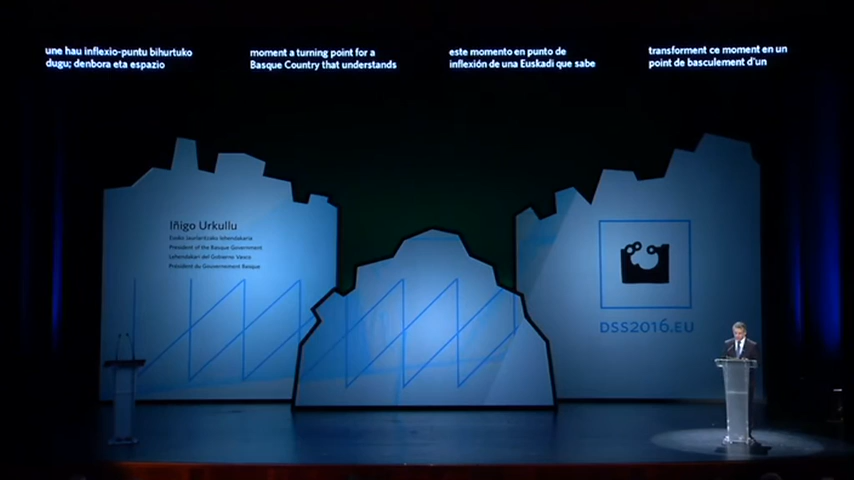 une hau inflexio-puntu bihurtuko
dugu; denbora eta espazio
moment a turning point for a
Basque Country that understands
este momento en punto de
inflexión de una Euskadi que sabe
transforment ce moment en un
point de basculement d'un
Iñigo Urkullu
Eusko Jaurlaritzako lehendakaria
President of the Basque Government
Lehendakari del Gobierno Vasco
Président du Gouvernement Basque
DSS2016.EU